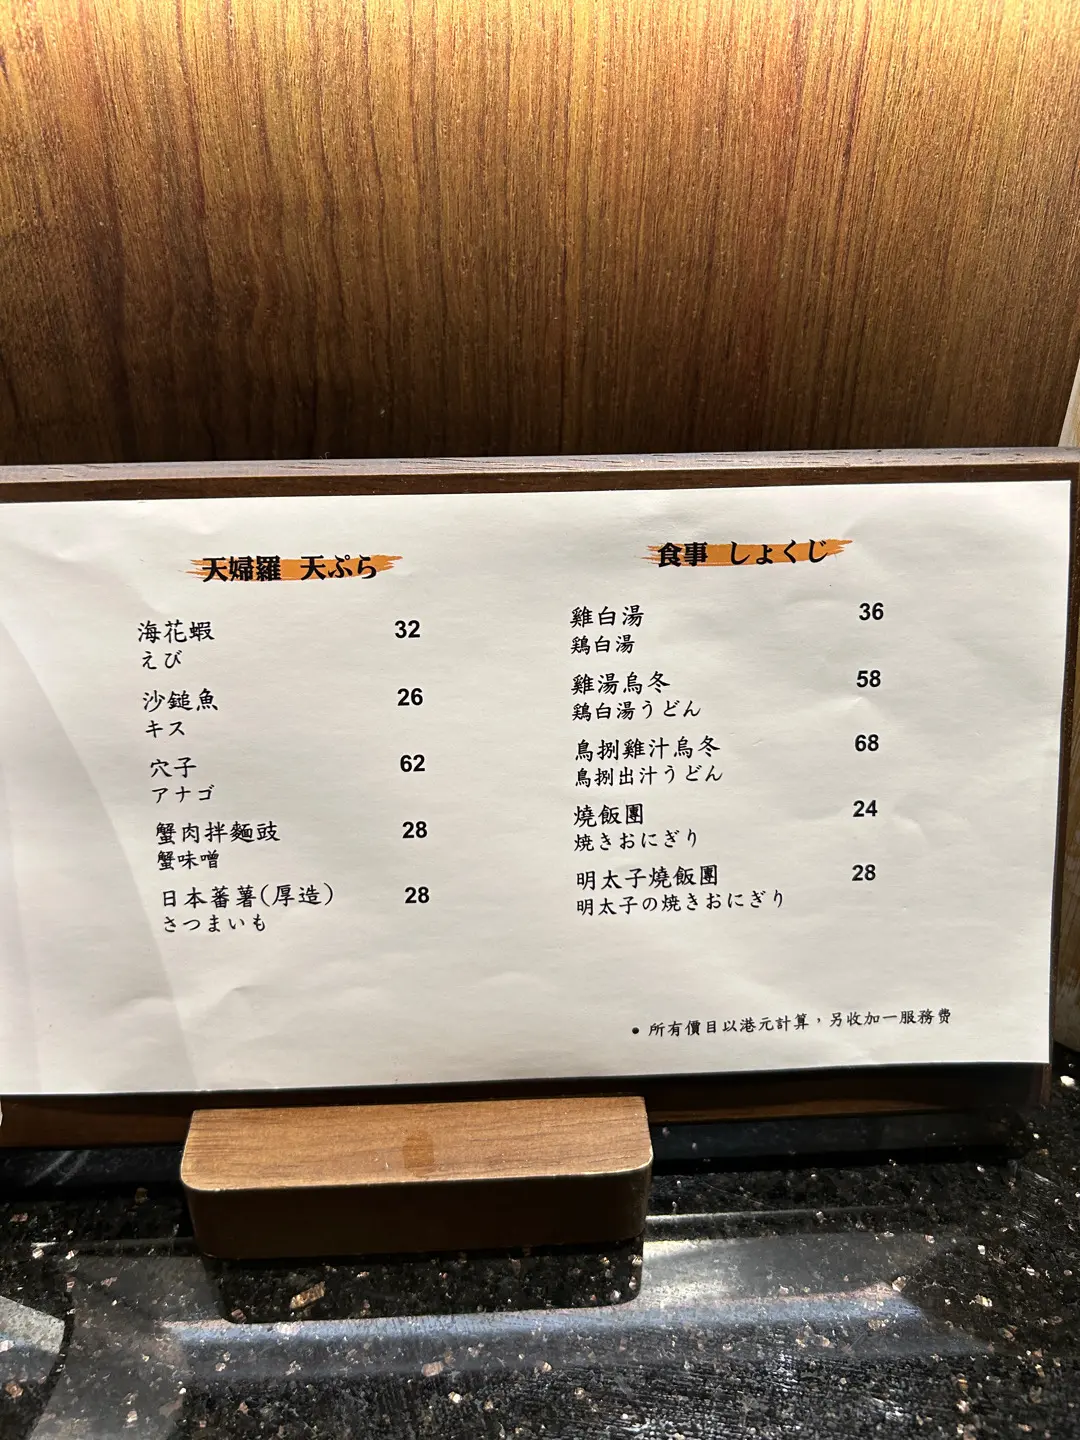 天婦羅 天ぷら
海花蝦 32
えび
沙鎚魚 26
キス
穴子 62
アナゴ
蟹肉拌麵豉 28
蟹味噌
日本蕃薯(厚造) 28
さつまいも
食事 しょくじ
雞白湯 36
鶏白湯
雞湯烏冬 58
鶏白湯うどん
鳥捌雞汁烏冬 68
鳥捌出汁うどん
燒飯團 24
焼きおにぎり
明太子燒飯團 28
明太子の焼きおにぎり
• 所有價目以港元計算，另收加一服務费